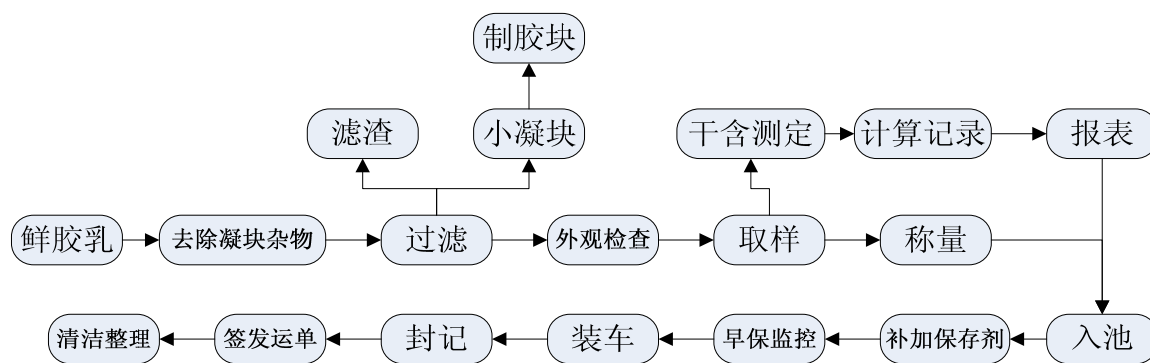 制胶块
滤渣
小凝块
干含测定
计算记录
报表
鲜胶乳
去除凝块杂物
过滤
外观检查
取样
称量
清洁整理
签发运单
封记
装车
早保监控
补加保存剂
入池